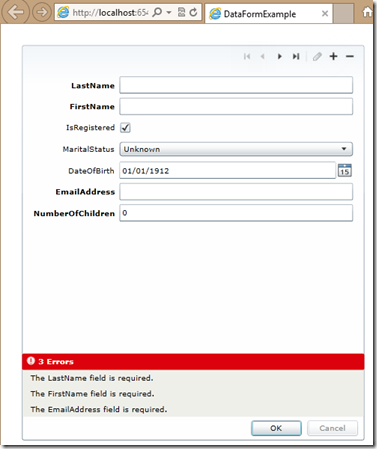 http://localhost:654
DataFormExample
LastName
FirstName
IsRegistered
MaritalStatus Unknown
DateOfBirth 01/01/1912 15
EmailAddress
NumberOfChildren 0
3 Errors
The LastName field is required.
The FirstName field is required.
The EmailAddress field is required.
OK Cancel